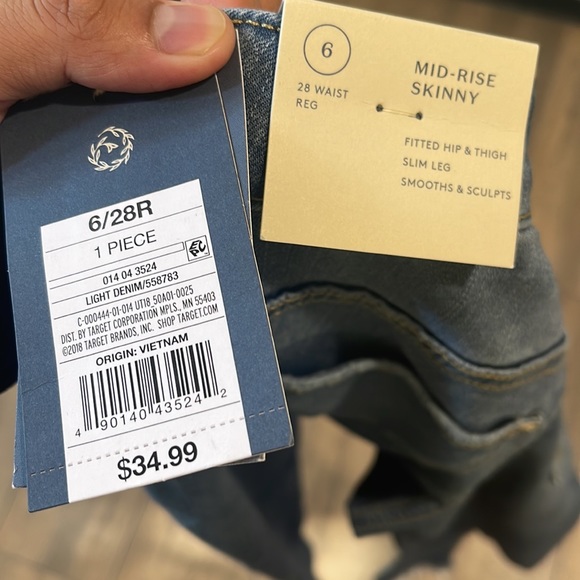 6/28R
1 PIECE
014 04 3524
LIGHT DENIM/558783
C-000444-01-014 UT18_50A01-0025
DIST. BY TARGET CORPORATION MPLS., MN 55403
©2018 TARGET BRANDS, INC. SHOP TARGET.COM
ORIGIN: VIETNAM
4 90140 43524 2
$34.99
6
28 WAIST
REG
MID-RISE
SKINNY
FITTED HIP & THIGH
SLIM LEG
SMOOTHS & SCULPTS